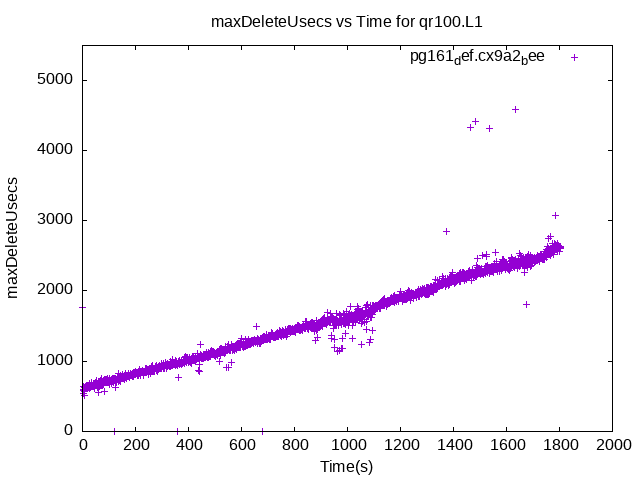 maxDeleteUsecs vs Time for qr100.L1
pg161def.cx9a2bee
5000
4000
3000
2000
1000
0
maxDeleteUsecs
0 200 400 600 800 1000 1200 1400 1600 1800 2000
Time(s)